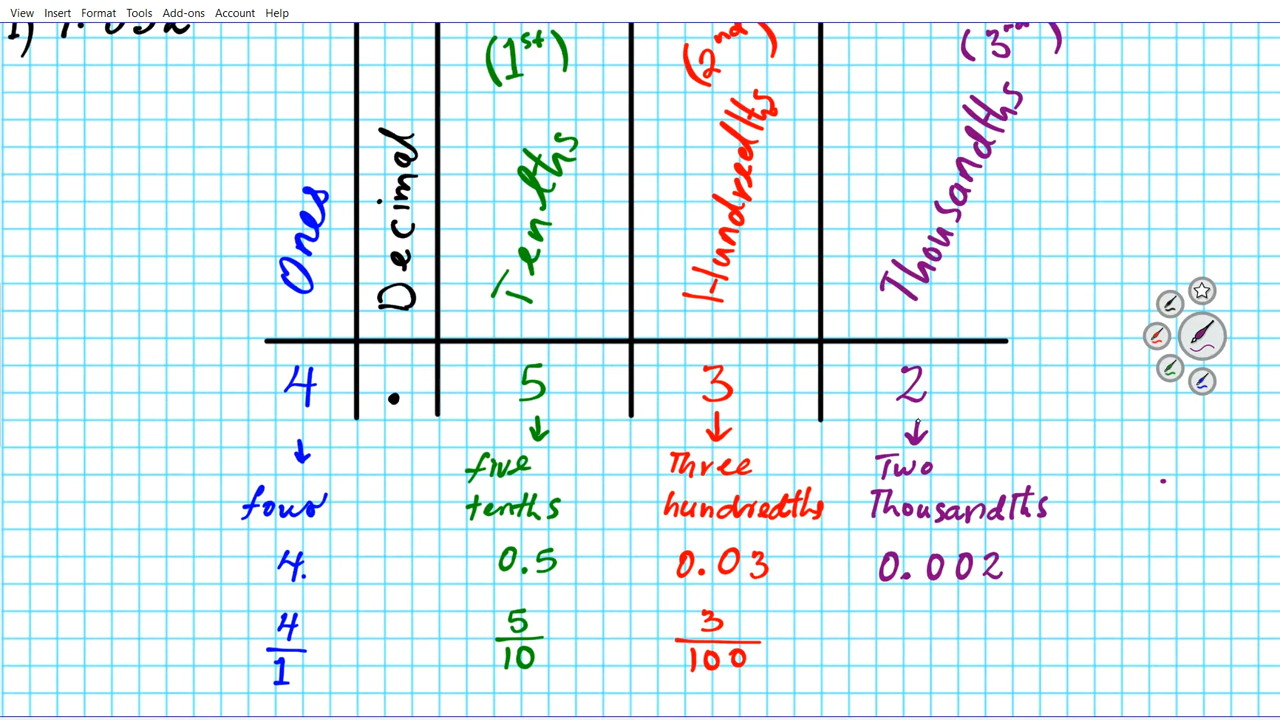 View Insert Format Tools Add-ons Account Help
(1st) (2nd) (3rd)
Ones Decimal Tenths Hundredths Thousandths
4 . 5 3 2
↓ ↓ ↓ ↓
four five tenths Three hundredths Two Thousandths
4. 0.5 0.03 0.002
4/1 5/10 3/100